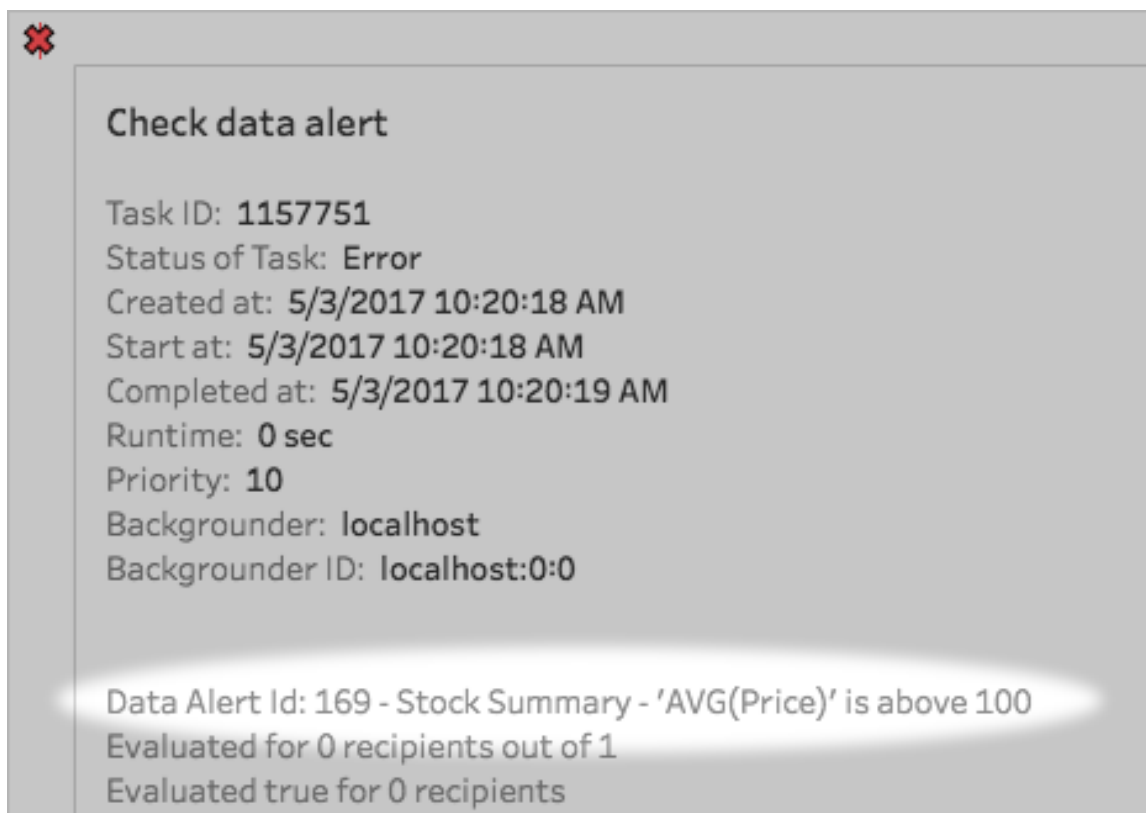 Check data alert
Task ID: 1157751
Status of Task: Error
Created at: 5/3/2017 10:20:18 AM
Start at: 5/3/2017 10:20:18 AM
Completed at: 5/3/2017 10:20:19 AM
Runtime: 0 sec
Priority: 10
Backgrounder: localhost
Backgrounder ID: localhost:0:0
Data Alert Id: 169 - Stock Summary - 'AVG(Price)' is above 100
Evaluated for 0 recipients out of 1
Evaluated true for 0 recipients